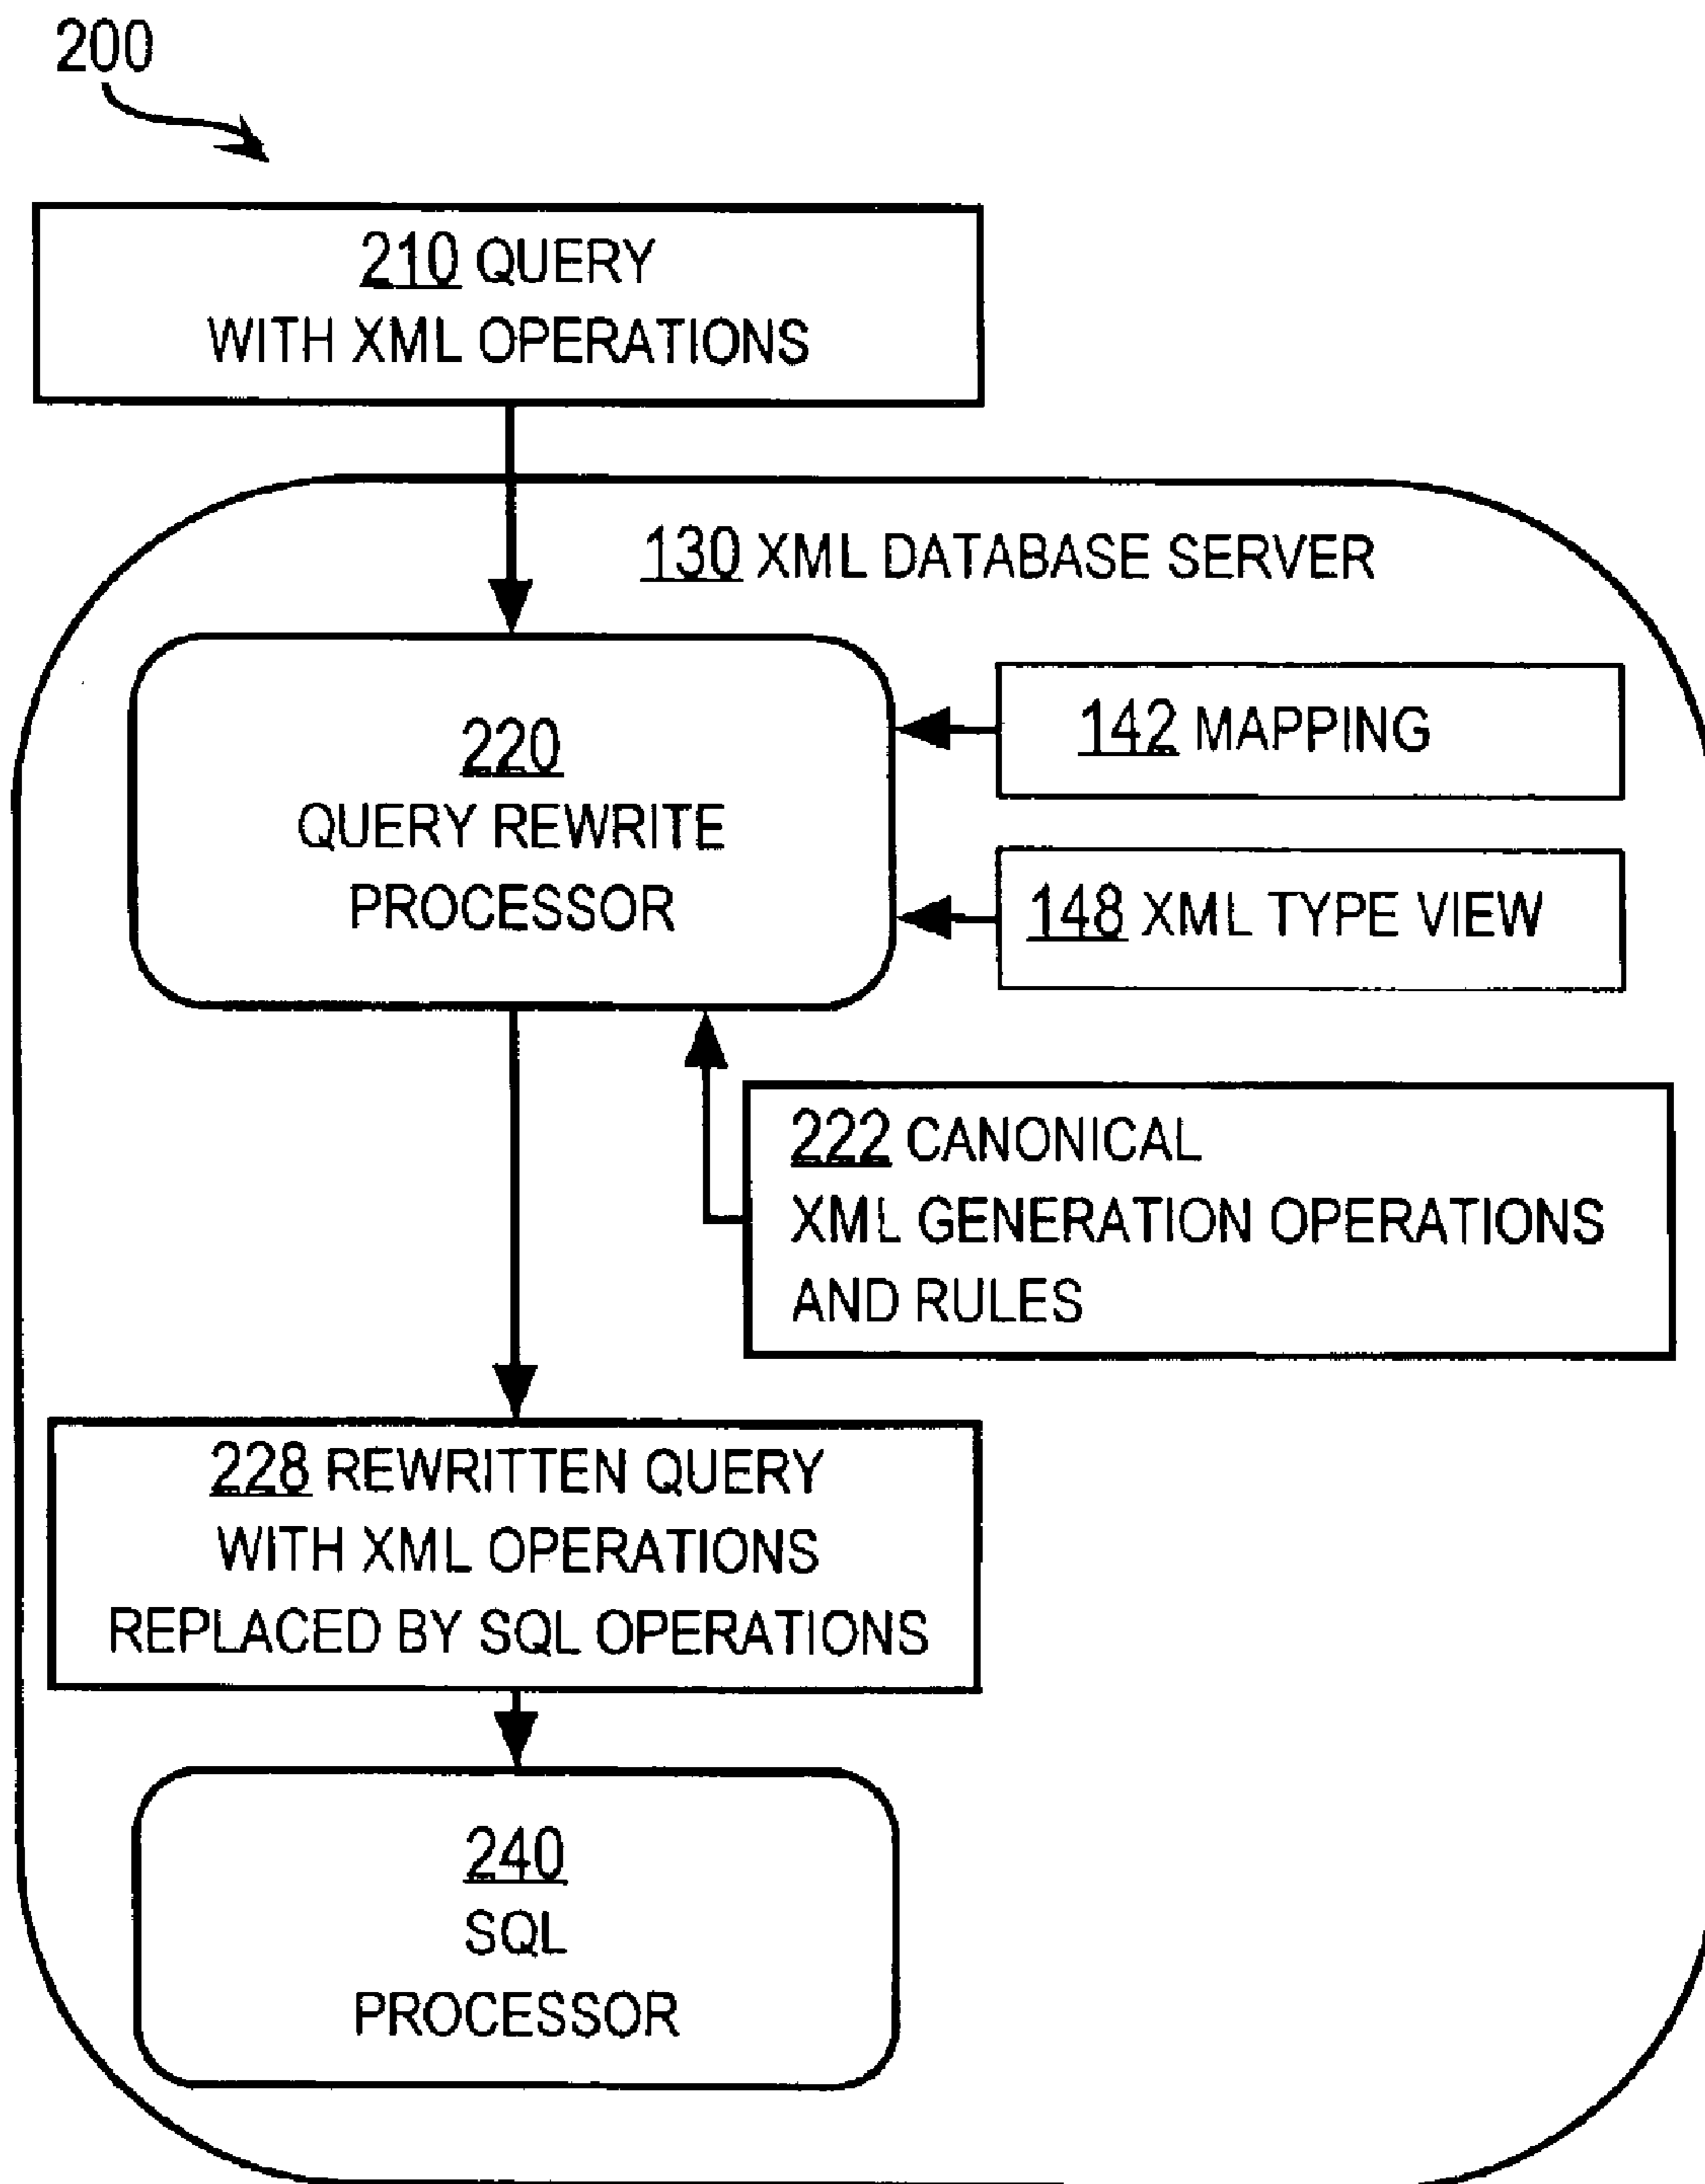 200
210 QUERY
WITH XML OPERATIONS
130 XML DATABASE SERVER
220
QUERY REWRITE
PROCESSOR
142 MAPPING
148 XML TYPE VIEW
222 CANONICAL
XML GENERATION OPERATIONS
AND RULES
228 REWRITTEN QUERY
WITH XML OPERATIONS
REPLACED BY SQL OPERATIONS
240
SQL
PROCESSOR